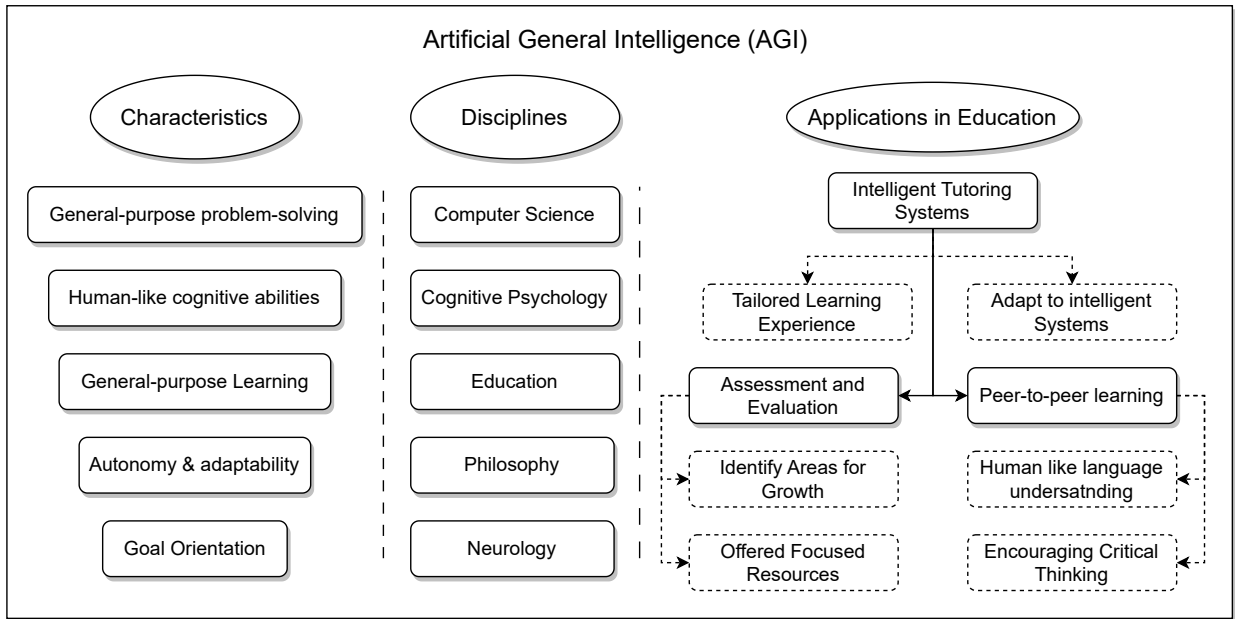 Artificial General Intelligence (AGI)
Characteristics
General-purpose problem-solving
Human-like cognitive abilities
General-purpose Learning
Autonomy & adaptability
Goal Orientation
Disciplines
Computer Science
Cognitive Psychology
Education
Philosophy
Neurology
Applications in Education
Intelligent Tutoring
Systems
Tailored Learning
Experience
Adapt to intelligent
Systems
Assessment and
Evaluation
Peer-to-peer learning
Identify Areas for
Growth
Human like language
undersatnding
Offered Focused
Resources
Encouraging Critical
Thinking